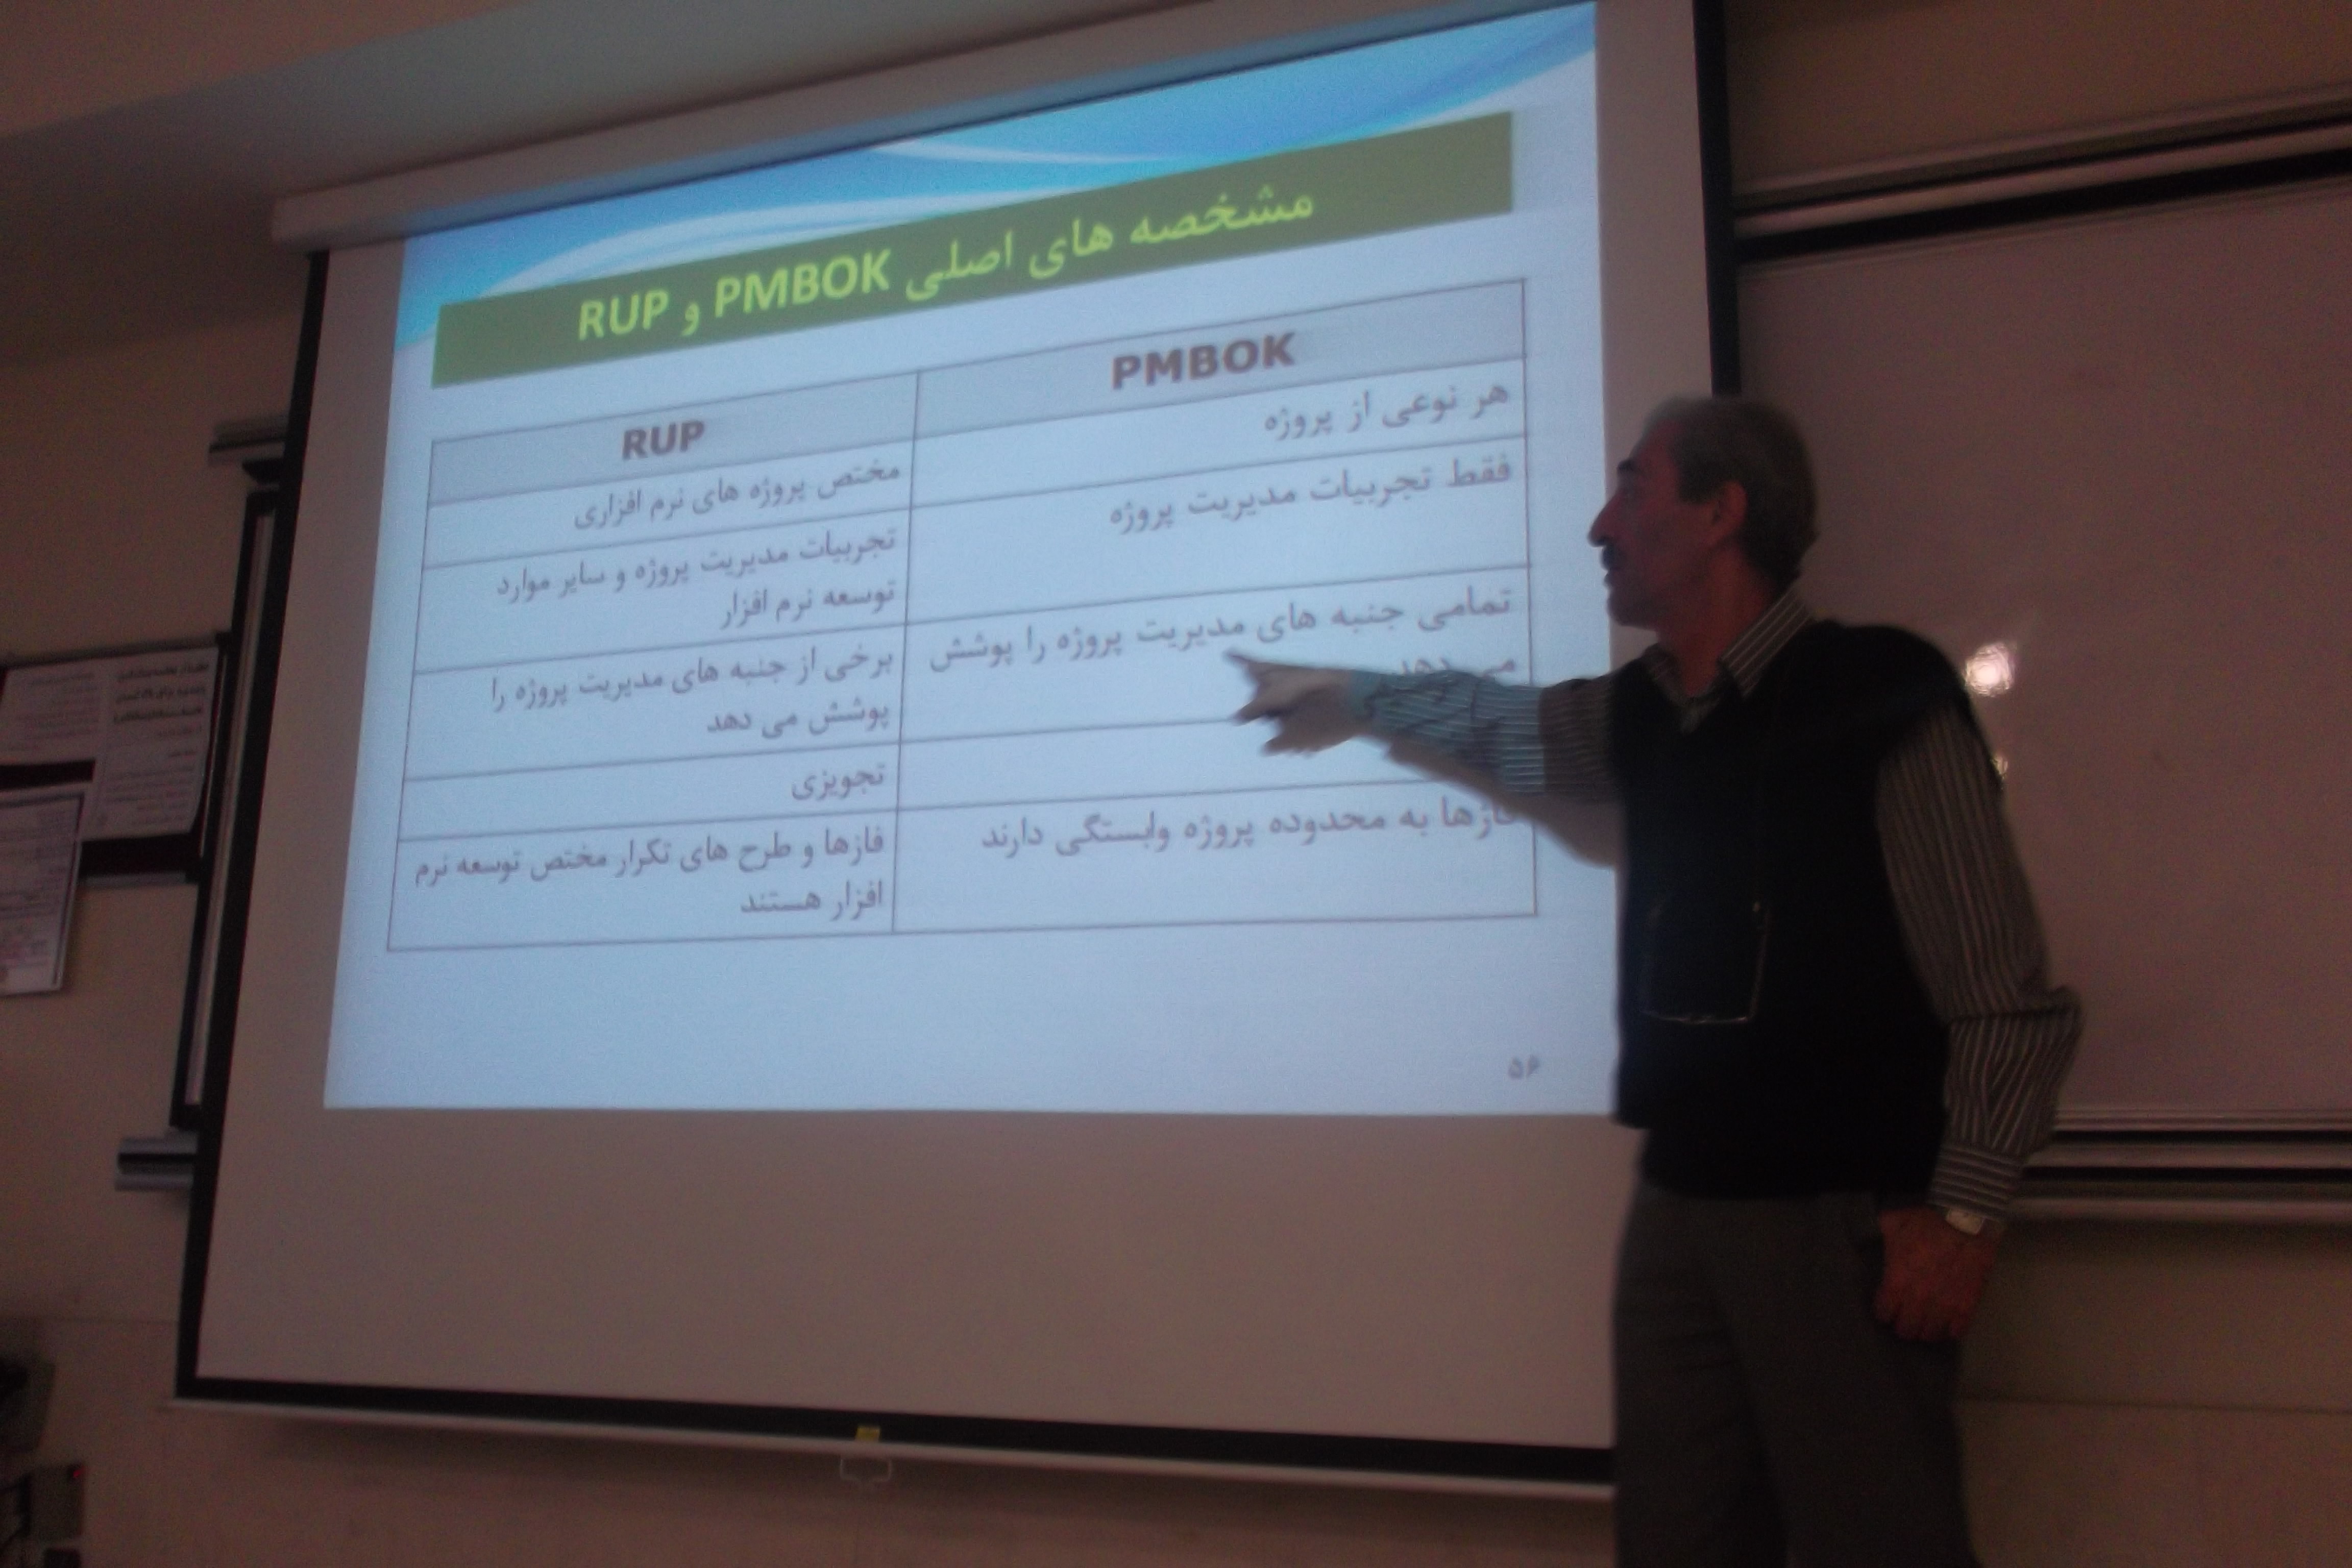 مشخصه های اصلی PMBOK و RUP
PMBOK
RUP
هر نوعی از پروژه
مختص پروژه های نرم افزاری
فقط تجربیات مدیریت پروژه
تجربیات مدیریت پروژه و سایر موارد
توسعه نرم افزار
تمامی جنبه های مدیریت پروژه را پوشش
می دهد
برخی از جنبه های مدیریت پروژه را
پوشش می دهد
تجویزی
فازها به محدوده پروژه وابستگی دارند
فازها و طرح های تکرار مختص توسعه نرم
افزار هستند
۵۶